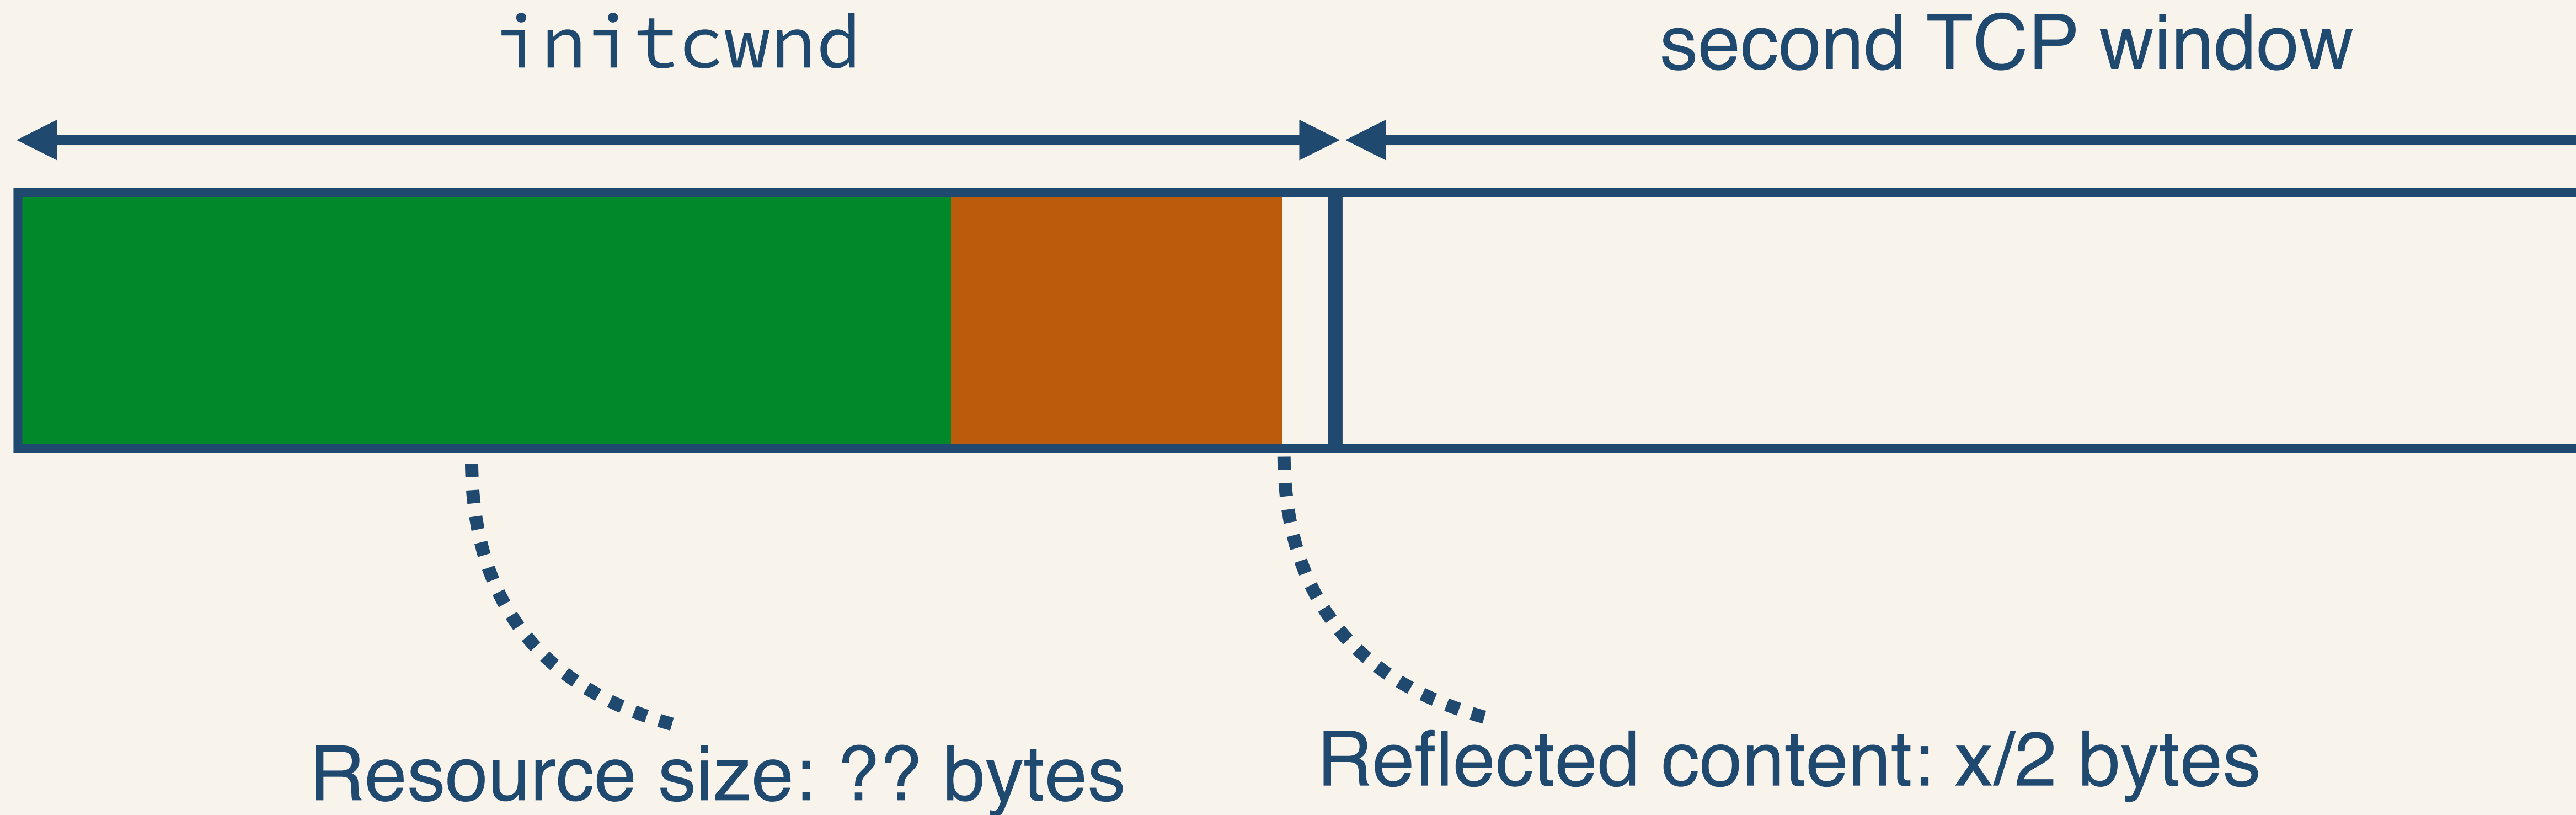 initcwnd
second TCP window
Resource size: ?? bytes
Reflected content: x/2 bytes